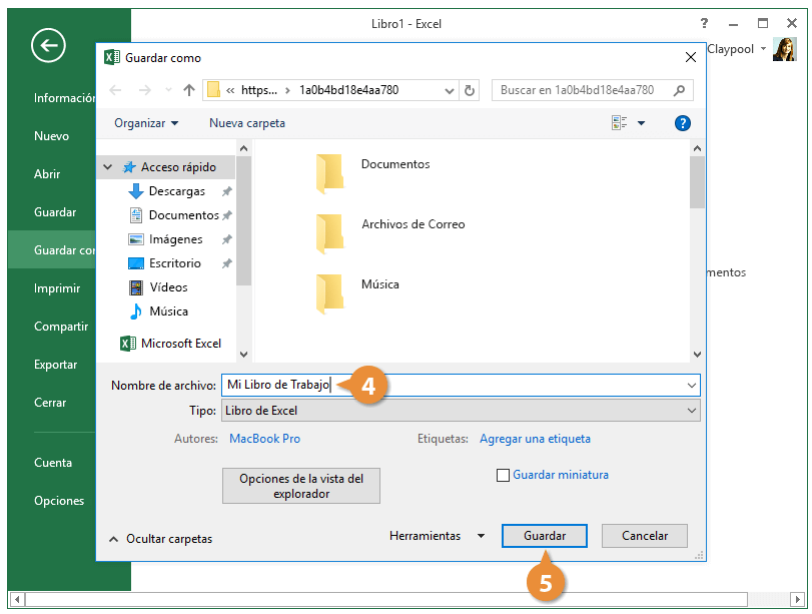 Libro1 - Excel
?
Claypool
Guardar como
« https... › 1a0b4bd18e4aa780
Buscar en 1a0b4bd18e4aa780
Organizar
Nueva carpeta
?
Información
Nuevo
Abrir
Guardar
Guardar con
Imprimir
Compartir
Exportar
Cerrar
Cuenta
Opciones
Acceso rápido
Descargas
Documentos
Imágenes
Escritorio
Vídeos
Música
Microsoft Excel
Documentos
Archivos de Correo
Música
mentos
Nombre de archivo: Mi Libro de Trabajo
4
Tipo: Libro de Excel
Autores: MacBook Pro
Etiquetas: Agregar una etiqueta
Opciones de la vista del
explorador
Guardar miniatura
Ocultar carpetas
Herramientas
Guardar
Cancelar
5